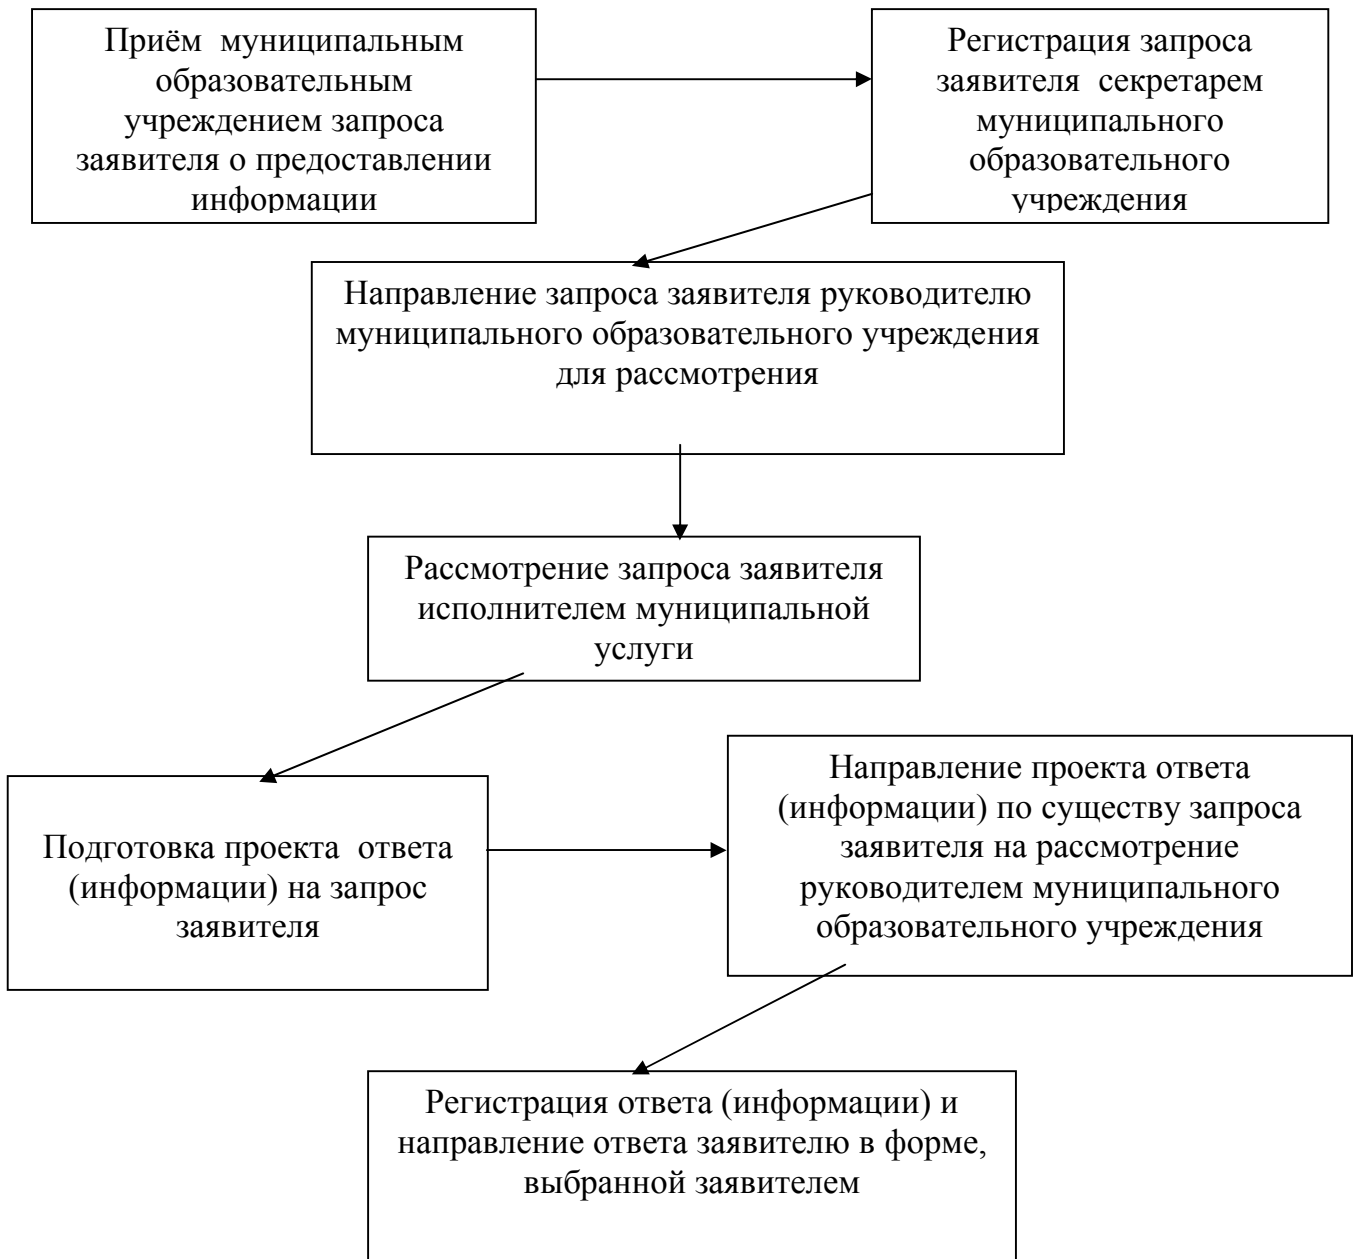 Приём  муниципальным
образовательным
учреждением запроса
заявителя о предоставлении
информации
Регистрация запроса
заявителя  секретарем
муниципального
образовательного
учреждения
Направление запроса заявителя руководителю
муниципального образовательного учреждения
для рассмотрения
Рассмотрение запроса заявителя
исполнителем муниципальной
услуги
Подготовка проекта  ответа
(информации) на запрос
заявителя
Направление проекта ответа
(информации) по существу запроса
заявителя на рассмотрение
руководителем муниципального
образовательного учреждения
Регистрация ответа (информации) и
направление ответа заявителю в форме,
выбранной заявителем